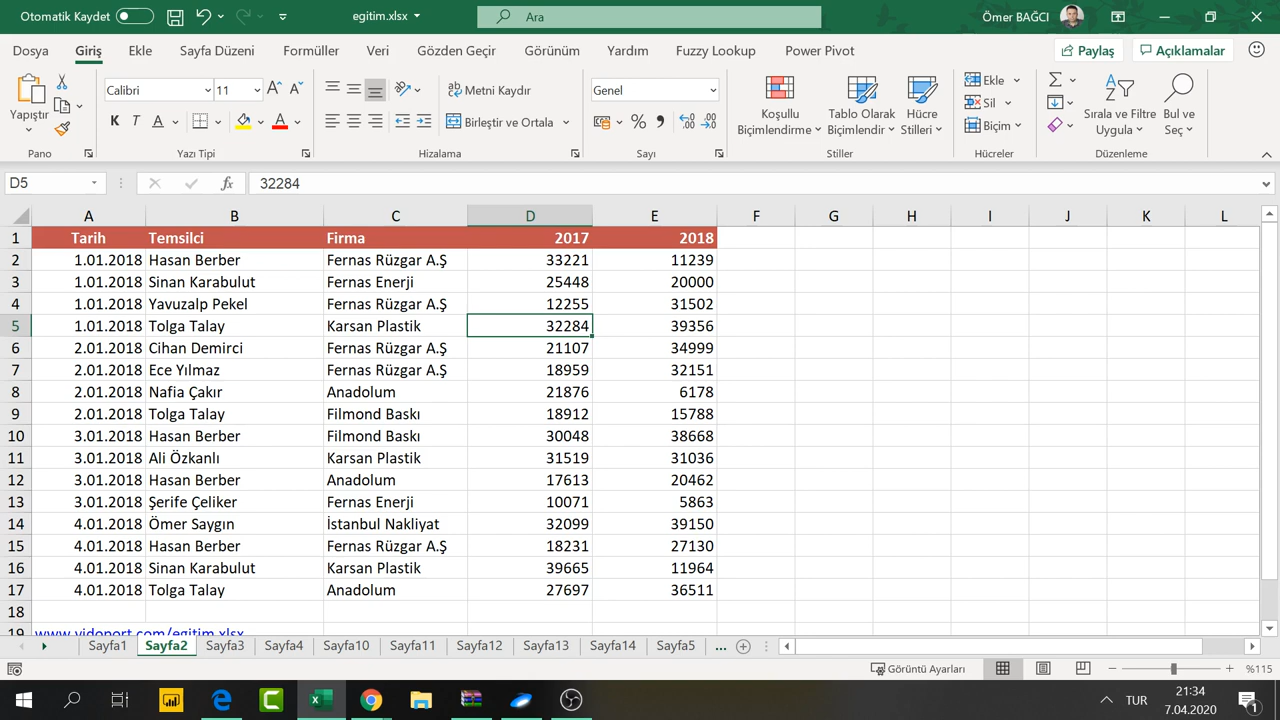 Otomatik Kaydet egitim.xlsx Ara Ömer BAĞCI
Dosya Giriş Ekle Sayfa Düzeni Formüller Veri Gözden Geçir Görünüm Yardım Fuzzy Lookup Power Pivot Paylaş Açıklamalar
Calibri 11 Metni Kaydır Genel Ekle
Yapıştır Koşullu Tablo Olarak Hücre Sil Sırala ve Filtre Bul ve
K T A Birleştir ve Ortala Biçimlendirme Biçimlendir Stilleri Biçim Uygula Seç
Pano Yazı Tipi Hizalama Sayı Stiller Hücreler Düzenleme
D5 fx 32284
A B C D E F G H I J K L
1 Tarih Temsilci Firma 2017 2018
2 1.01.2018 Hasan Berber Fernas Rüzgar A.Ş 33221 11239
3 1.01.2018 Sinan Karabulut Fernas Enerji 25448 20000
4 1.01.2018 Yavuzalp Pekel Fernas Rüzgar A.Ş 12255 31502
5 1.01.2018 Tolga Talay Karsan Plastik 32284 39356
6 2.01.2018 Cihan Demirci Fernas Rüzgar A.Ş 21107 34999
7 2.01.2018 Ece Yılmaz Fernas Rüzgar A.Ş 18959 32151
8 2.01.2018 Nafia Çakır Anadolum 21876 6178
9 2.01.2018 Tolga Talay Filmond Baskı 18912 15788
10 3.01.2018 Hasan Berber Filmond Baskı 30048 38668
11 3.01.2018 Ali Özkanlı Karsan Plastik 31519 31036
12 3.01.2018 Hasan Berber Anadolum 17613 20462
13 3.01.2018 Şerife Çeliker Fernas Enerji 10071 5863
14 4.01.2018 Ömer Saygın İstanbul Nakliyat 32099 39150
15 4.01.2018 Hasan Berber Fernas Rüzgar A.Ş 18231 27130
16 4.01.2018 Sinan Karabulut Karsan Plastik 39665 11964
17 4.01.2018 Tolga Talay Anadolum 27697 36511
18
19 www.vidoport.com/egitim.xlsx
Sayfa1 Sayfa2 Sayfa3 Sayfa4 Sayfa10 Sayfa11 Sayfa12 Sayfa13 Sayfa14 Sayfa5 ...
Görüntü Ayarları %115
TUR 21:34
7.04.2020 1